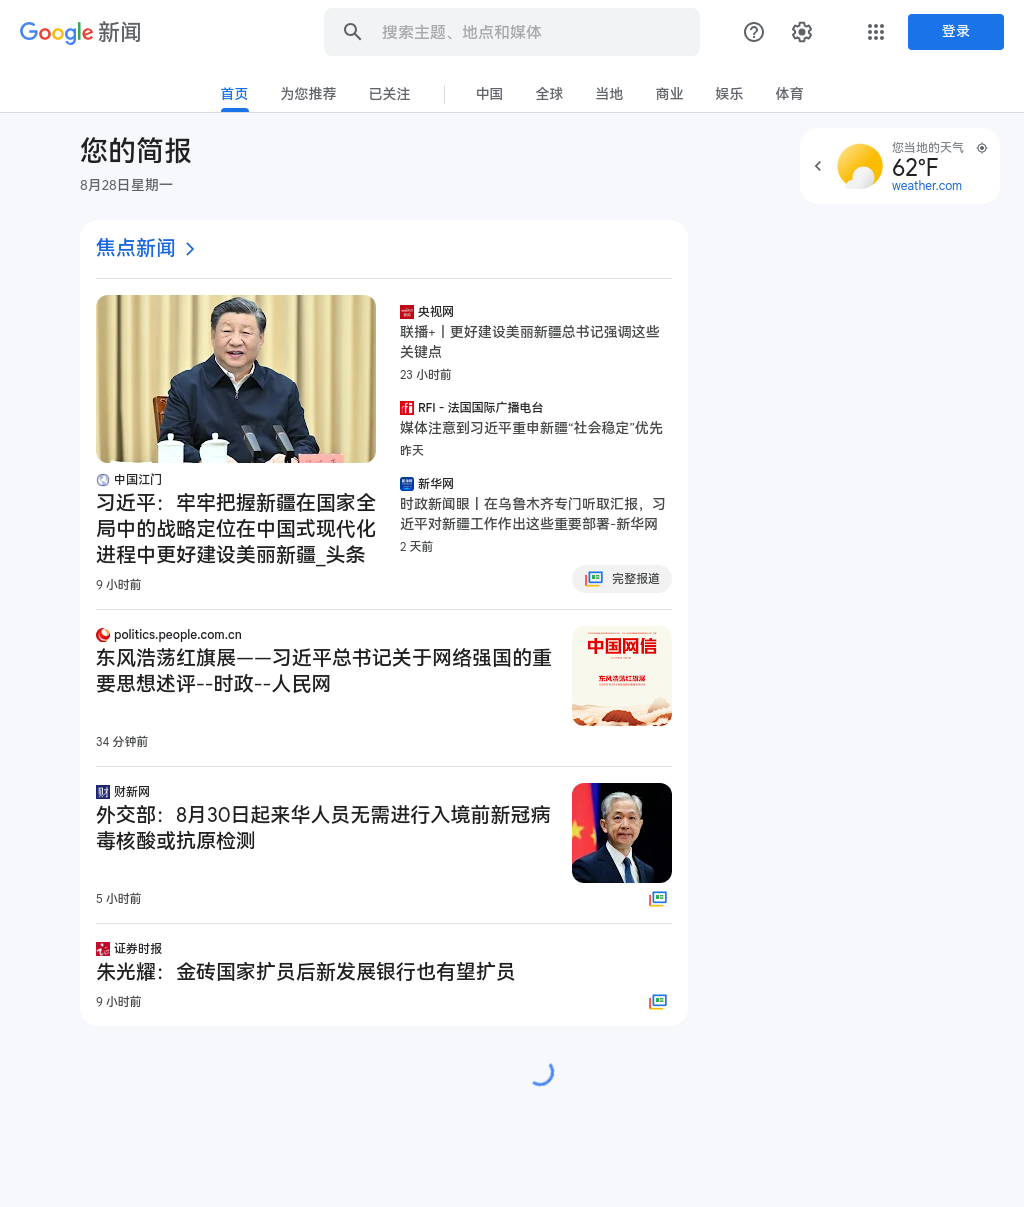 Google 新闻
搜索主题、地点和媒体
登录
首页
为您推荐
已关注
中国
全球
当地
商业
娱乐
体育
您的简报
8月28日星期一
您当地的天气
62°F
weather.com
焦点新闻
中国江门
习近平：牢牢把握新疆在国家全
局中的战略定位在中国式现代化
进程中更好建设美丽新疆_头条
9 小时前
央视网
联播+丨更好建设美丽新疆总书记强调这些
关键点
23 小时前
RFI - 法国国际广播电台
媒体注意到习近平重申新疆“社会稳定”优先
昨天
新华网
时政新闻眼丨在乌鲁木齐专门听取汇报，习
近平对新疆工作作出这些重要部署-新华网
2 天前
完整报道
politics.people.com.cn
东风浩荡红旗展——习近平总书记关于网络强国的重
要思想述评--时政--人民网
34 分钟前
中国网信
东风浩荡红旗展
财 财新网
外交部：8月30日起来华人员无需进行入境前新冠病
毒核酸或抗原检测
5 小时前
证券时报
朱光耀：金砖国家扩员后新发展银行也有望扩员
9 小时前